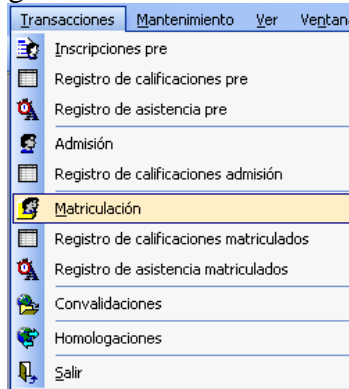 Transacciones Mantenimiento Ver Ventana
Inscripciones pre
Registro de calificaciones pre
Registro de asistencia pre
Admisión
Registro de calificaciones admisión
Matriculación
Registro de calificaciones matriculados
Registro de asistencia matriculados
Convalidaciones
Homologaciones
Salir